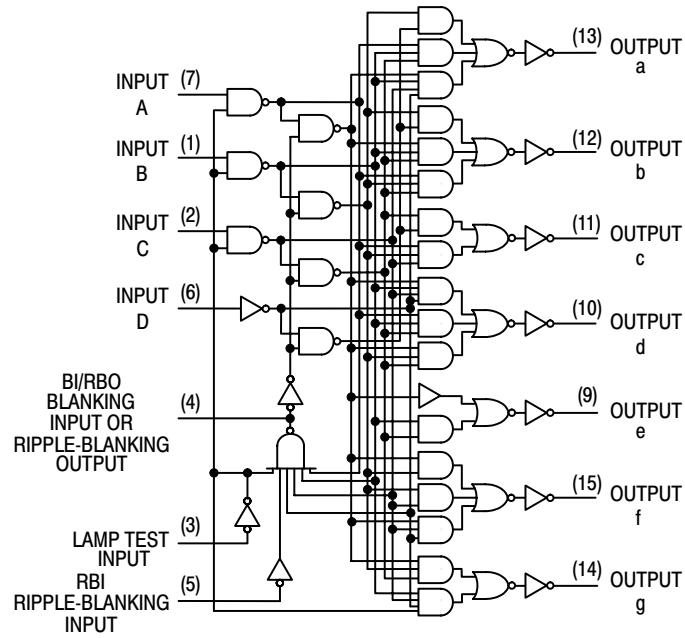 (13) OUTPUT
a
INPUT (7)
A
INPUT (1)
B
(12) OUTPUT
b
INPUT (2)
C
(11) OUTPUT
c
INPUT (6)
D
(10) OUTPUT
d
BI/RBO
BLANKING (4)
INPUT OR
RIPPLE-BLANKING
OUTPUT
(9) OUTPUT
e
(3)
LAMP TEST
INPUT
(15) OUTPUT
f
RBI (5)
RIPPLE-BLANKING
INPUT
(14) OUTPUT
g